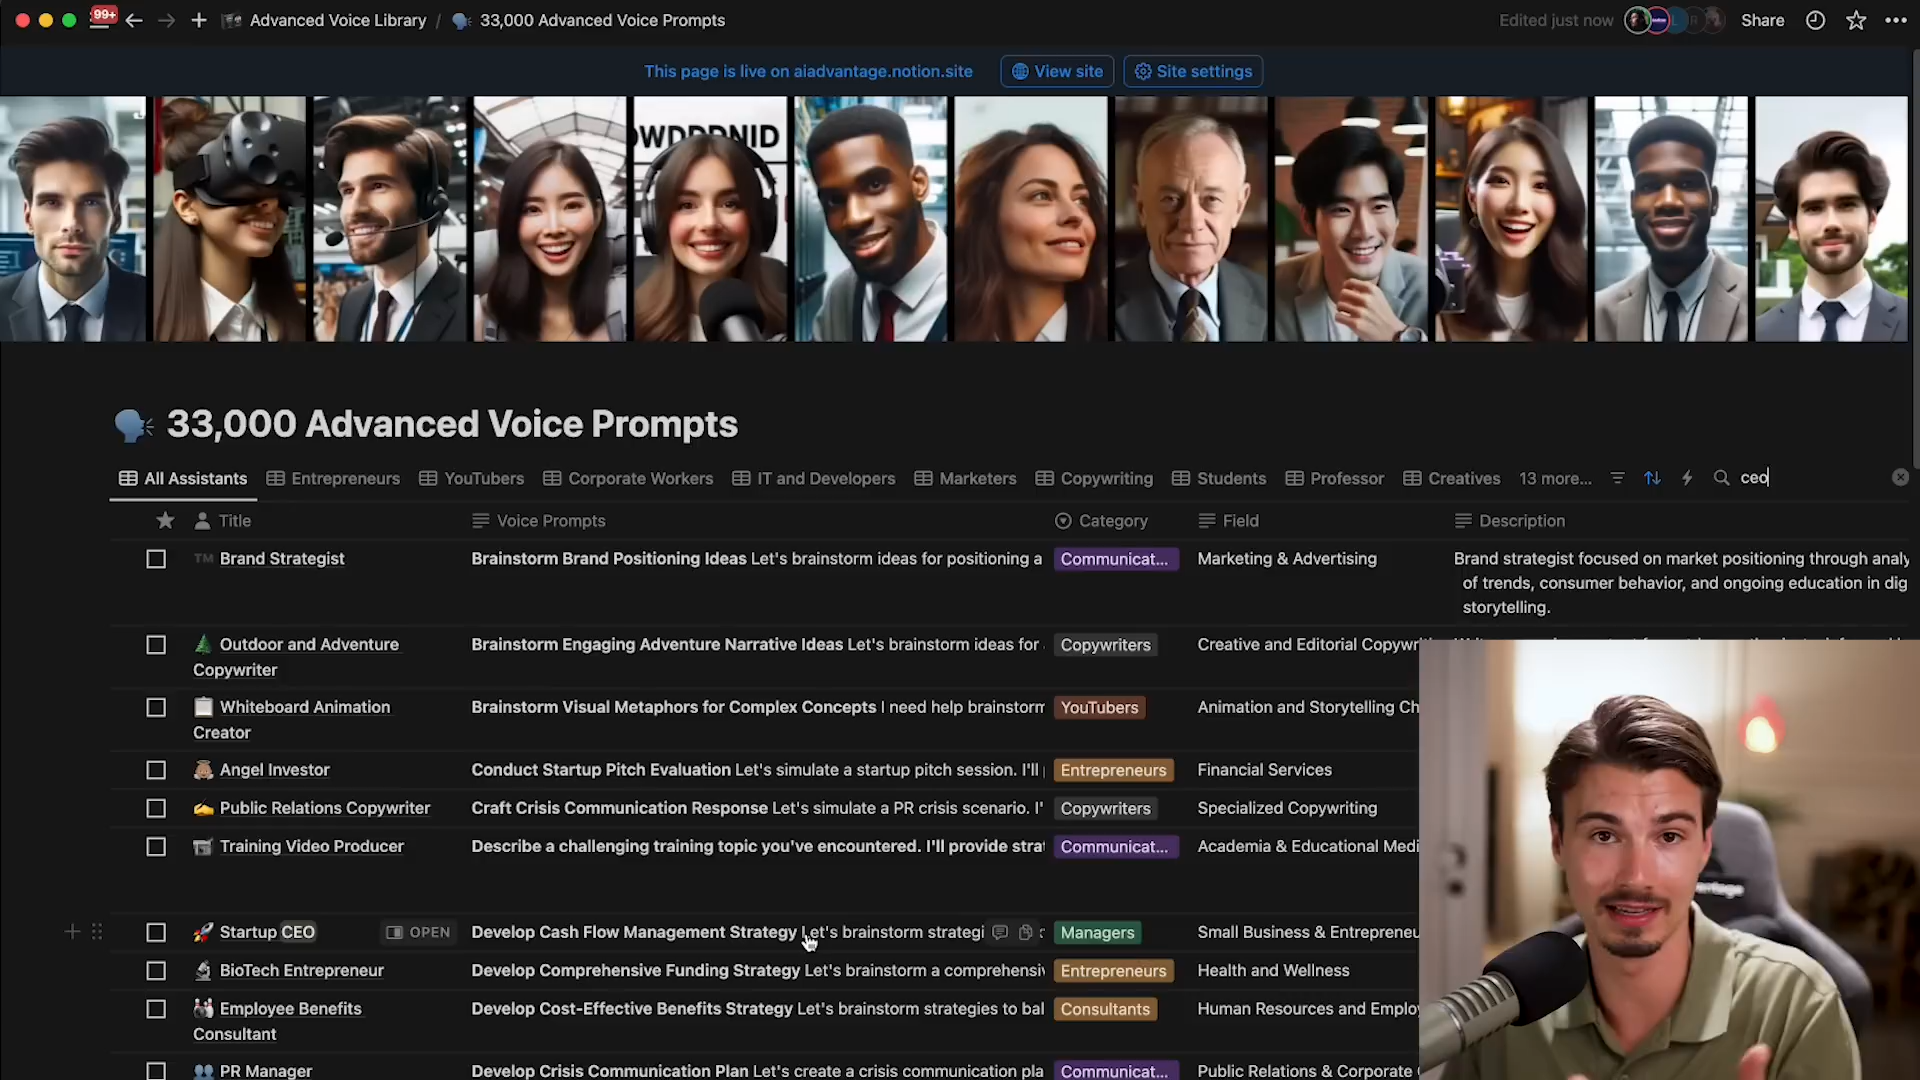 99+
Advanced Voice Library / 33,000 Advanced Voice Prompts
Edited just now
Share
This page is live on aiadvantage.notion.site
View site
Site settings
33,000 Advanced Voice Prompts
All Assistants
Entrepreneurs
YouTubers
Corporate Workers
IT and Developers
Marketers
Copywriting
Students
Professor
Creatives
13 more...
ceo
Title
Voice Prompts
Category
Field
Description
TM Brand Strategist
Brainstorm Brand Positioning Ideas Let's brainstorm ideas for positioning a
Communicat...
Marketing & Advertising
Brand strategist focused on market positioning through analy
of trends, consumer behavior, and ongoing education in dig
storytelling.
Outdoor and Adventure
Copywriter
Brainstorm Engaging Adventure Narrative Ideas Let's brainstorm ideas for
Copywriters
Creative and Editorial Copywr
Whiteboard Animation
Creator
Brainstorm Visual Metaphors for Complex Concepts I need help brainstorm
YouTubers
Animation and Storytelling Ch
Angel Investor
Conduct Startup Pitch Evaluation Let's simulate a startup pitch session. I'll
Entrepreneurs
Financial Services
Public Relations Copywriter
Craft Crisis Communication Response Let's simulate a PR crisis scenario. I'
Copywriters
Specialized Copywriting
Training Video Producer
Describe a challenging training topic you've encountered. I'll provide strat
Communicat...
Academia & Educational Medi
Startup CEO
OPEN
Develop Cash Flow Management Strategy Let's brainstorm strategi
Managers
Small Business & Entrepreneu
BioTech Entrepreneur
Develop Comprehensive Funding Strategy Let's brainstorm a comprehensiv
Entrepreneurs
Health and Wellness
Employee Benefits
Consultant
Develop Cost-Effective Benefits Strategy Let's brainstorm strategies to bal
Consultants
Human Resources and Emplo
PR Manager
Develop Crisis Communication Plan Let's create a crisis communication pla
Communicat...
Public Relations & Corporate